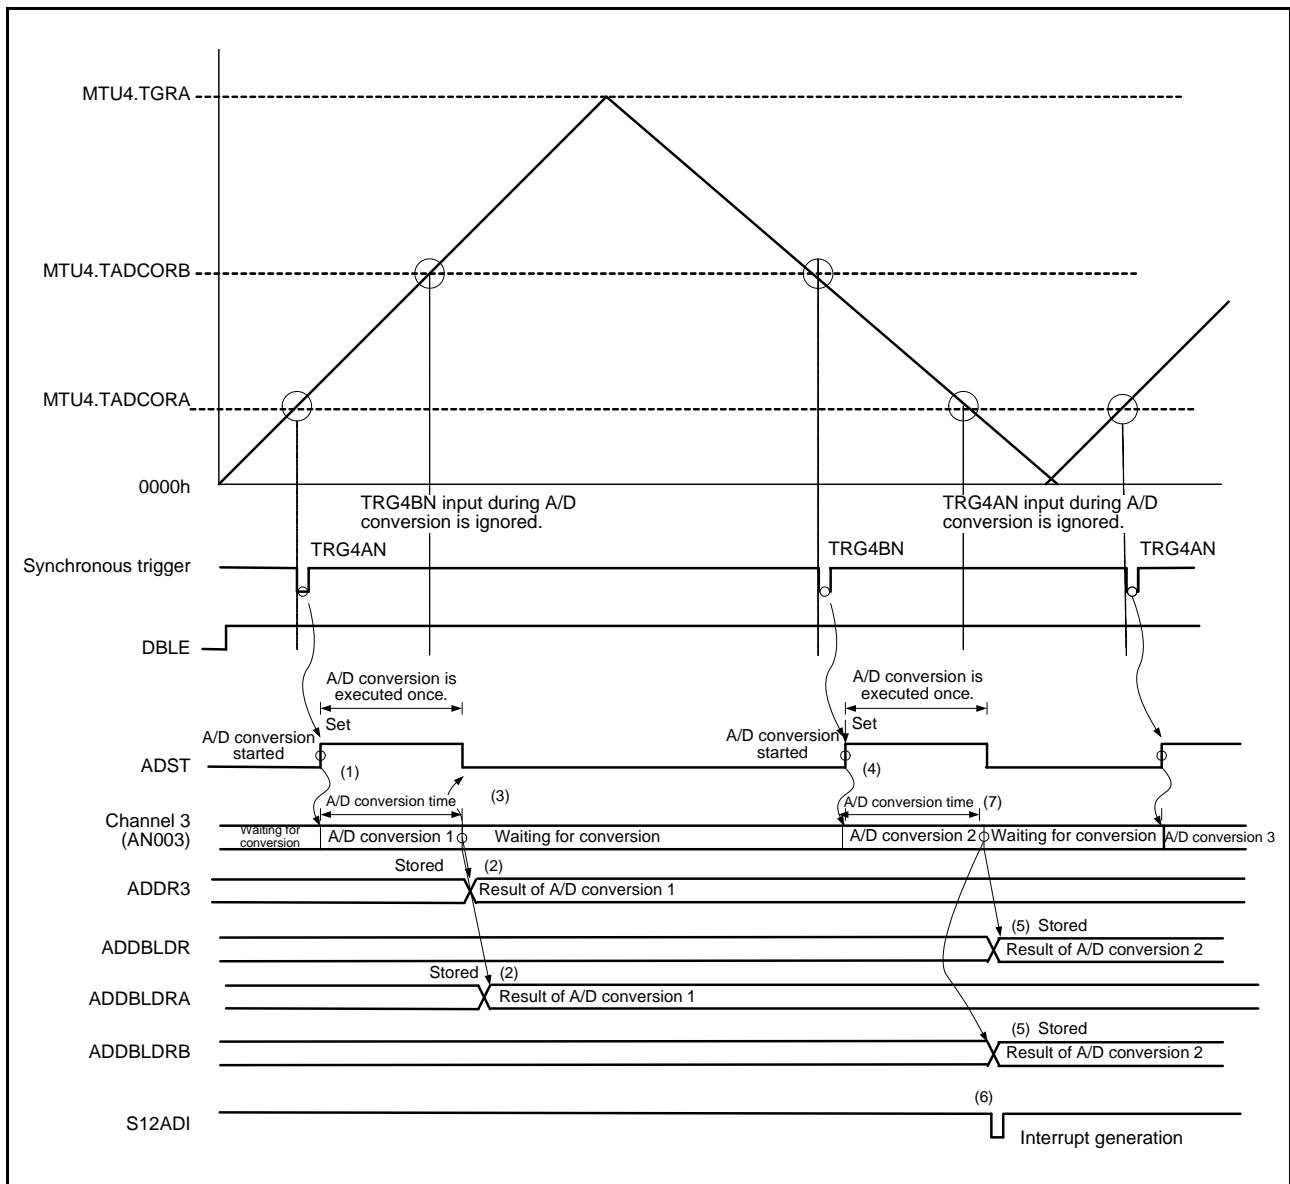 MTU4.TGRA
MTU4.TADCORB
MTU4.TADCORA
0000h
TRG4BN input during A/D
conversion is ignored.
TRG4AN input during A/D
conversion is ignored.
TRG4AN
TRG4BN
TRG4AN
Synchronous trigger
DBLE
A/D conversion is
executed once.
A/D conversion is
executed once.
Set
Set
A/D conversion
started
A/D conversion
started
ADST
(1)
(4)
(3)
A/D conversion time
A/D conversion time
(7)
Channel 3
(AN003)
Waiting for
conversion
A/D conversion 1
Waiting for conversion
A/D conversion 2
Waiting for conversion
A/D conversion 3
Stored
(2)
ADDR3
Result of A/D conversion 1
(5) Stored
ADDBLDR
Result of A/D conversion 2
Stored
(2)
ADDBLDRA
Result of A/D conversion 1
(5) Stored
ADDBLDRB
Result of A/D conversion 2
(6)
S12ADI
Interrupt generation